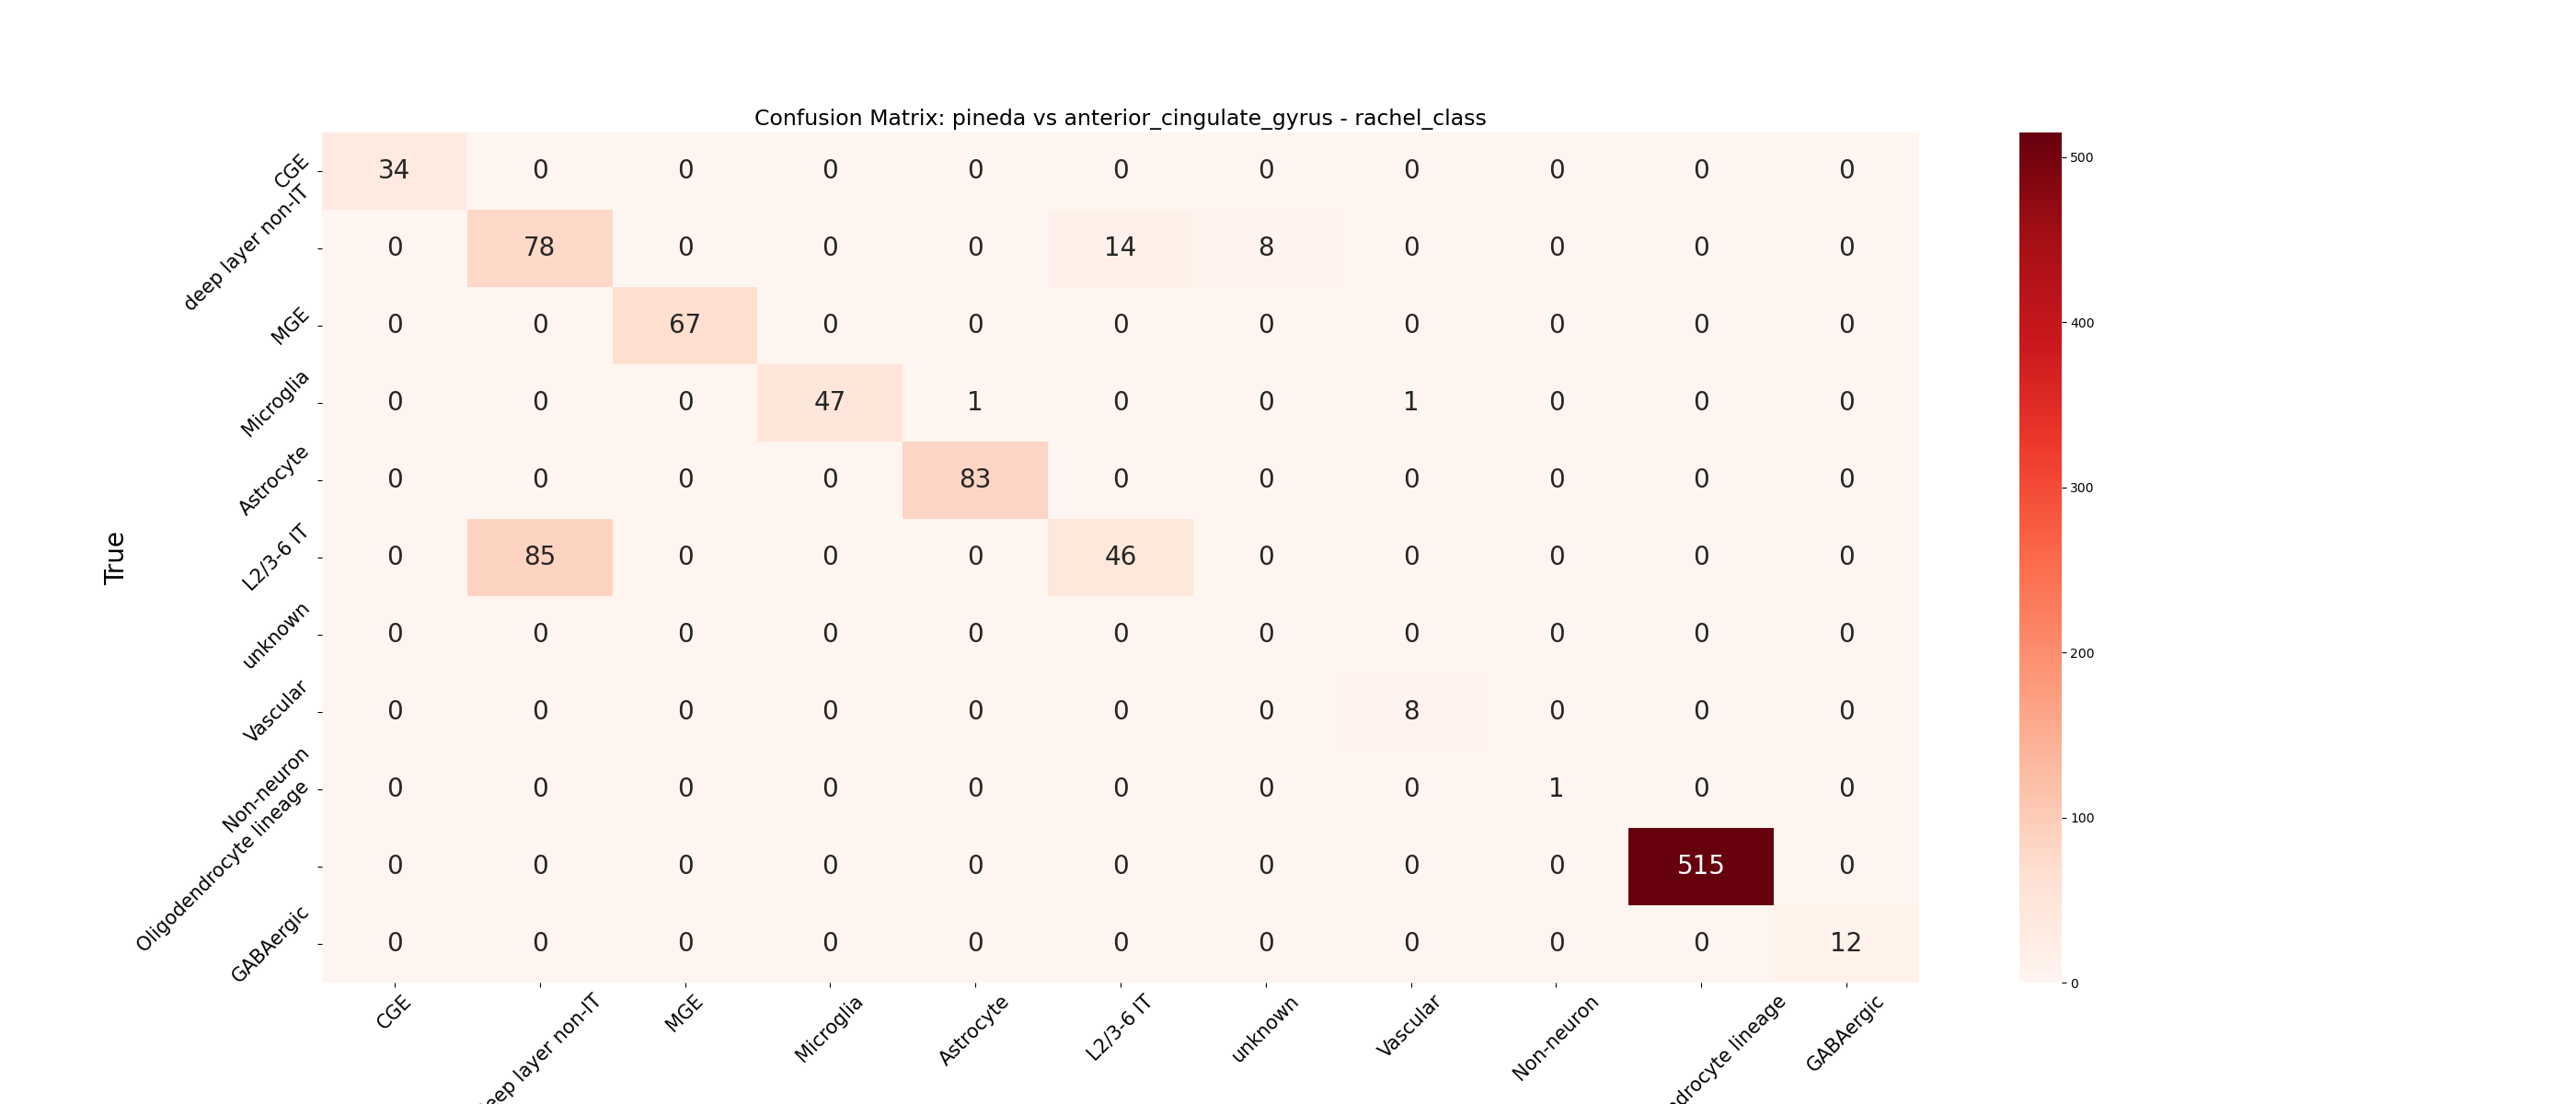 Confusion Matrix: pineda vs anterior_cingulate_gyrus - rachel_class
CGE 34 0 0 0 0 0 0 0 0 0 0
deep layer non-IT 0 78 0 0 0 14 8 0 0 0 0
MGE 0 0 67 0 0 0 0 0 0 0 0
Microglia 0 0 0 47 1 0 0 1 0 0 0
Astrocyte 0 0 0 0 83 0 0 0 0 0 0
L2/3-6 IT 0 85 0 0 0 46 0 0 0 0 0
unknown 0 0 0 0 0 0 0 0 0 0 0
Vascular 0 0 0 0 0 0 0 8 0 0 0
Non-neuron 0 0 0 0 0 0 0 0 1 0 0
Oligodendrocyte lineage 0 0 0 0 0 0 0 0 0 515 0
GABAergic 0 0 0 0 0 0 0 0 0 0 12
True
CGE
eep layer non-IT
MGE
Microglia
Astrocyte
L2/3-6 IT
unknown
Vascular
Non-neuron
drocyte lineage
GABAergic
500
400
300
200
100
0